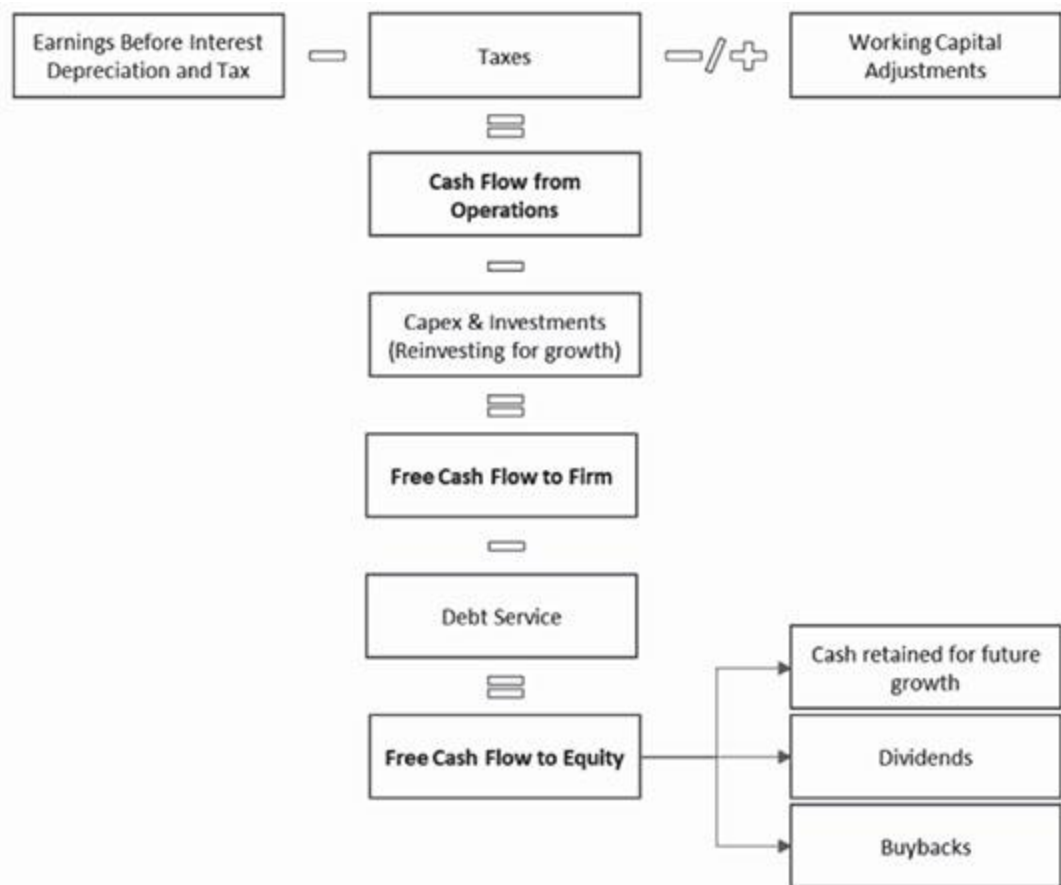 Earnings Before Interest
Depreciation and Tax
Taxes
Working Capital
Adjustments
Cash Flow from
Operations
Capex & Investments
(Reinvesting for growth)
Free Cash Flow to Firm
Debt Service
Cash retained for future
growth
Free Cash Flow to Equity
Dividends
Buybacks